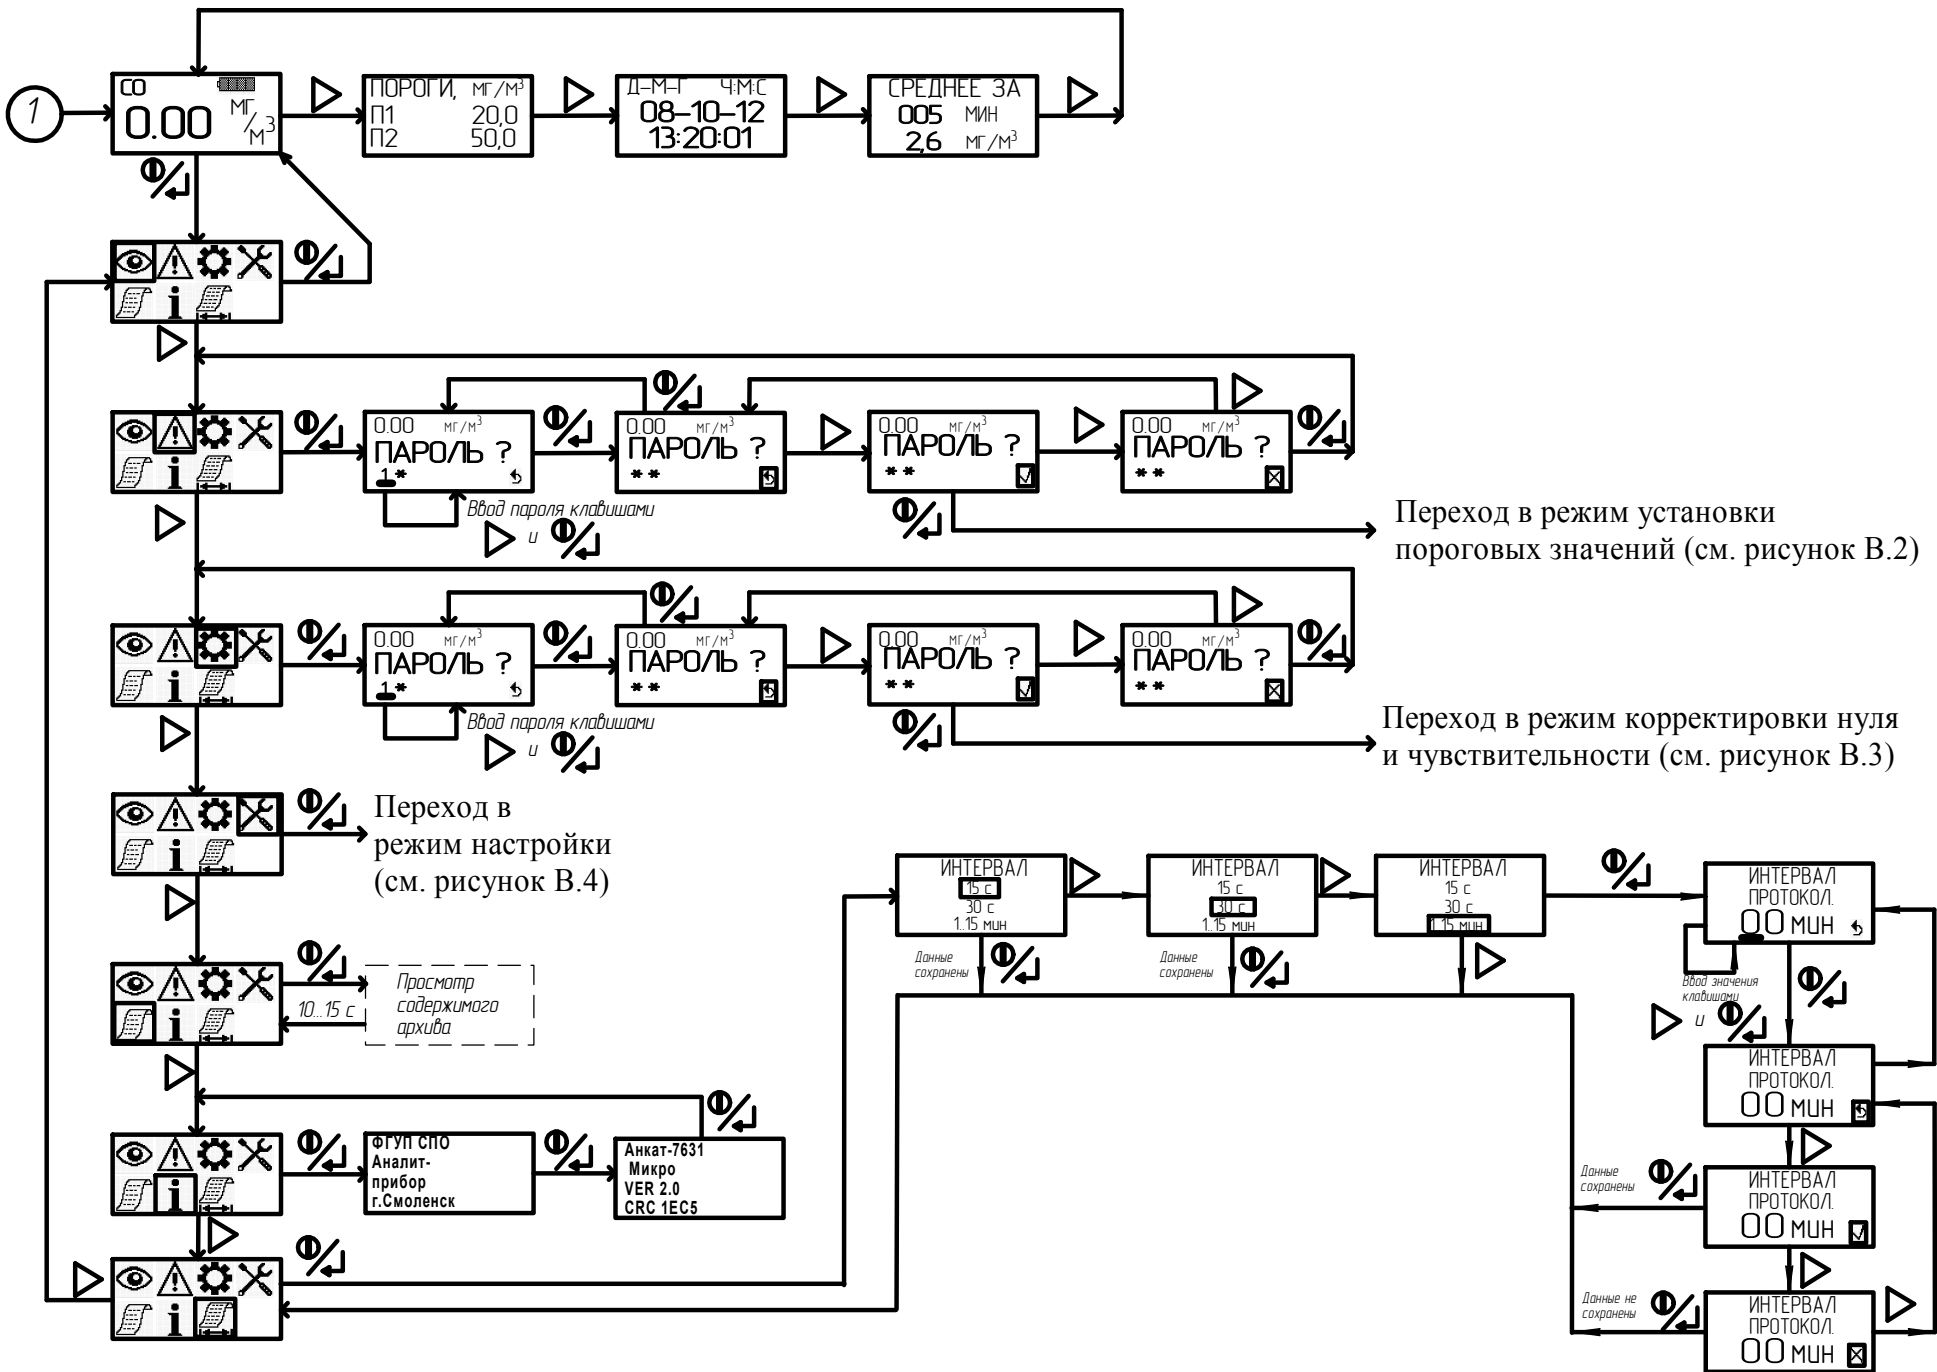 1
CO
0.00 МГ/М³
ПОРОГИ, МГ/М³
П1 20,0
П2 50,0
Д-М-Г Ч:М:С
08-10-12
13:20:01
СРЕДНЕЕ ЗА
005 МИН
2,6 МГ/М³
i
0.00 МГ/М³
ПАРОЛЬ ?
1*
0.00 МГ/М³
ПАРОЛЬ ?
**
0.00 МГ/М³
ПАРОЛЬ ?
**
0.00 МГ/М³
ПАРОЛЬ ?
**
i
Ввод пароля клавишами
и
Переход в режим установки
пороговых значений (см. рисунок В.2)
0.00 МГ/М³
ПАРОЛЬ ?
1*
0.00 МГ/М³
ПАРОЛЬ ?
**
0.00 МГ/М³
ПАРОЛЬ ?
**
0.00 МГ/М³
ПАРОЛЬ ?
**
i
Ввод пароля клавишами
и
Переход в режим корректировки нуля
и чувствительности (см. рисунок В.3)
i
Переход в
режим настройки
(см. рисунок В.4)
i
10...15 с
Просмотр
содержимого
архива
i
ФГУП СПО
Аналит-
прибор
г.Смоленск
Анкат-7631
Микро
VER 2.0
CRC 1EC5
i
ИНТЕРВАЛ
15 с
30 с
1..15 мин
Данные
сохранены
ИНТЕРВАЛ
15 с
30 с
1..15 мин
Данные
сохранены
ИНТЕРВАЛ
15 с
30 с
1..15 мин
ИНТЕРВАЛ
ПРОТОКОЛ.
00 мин
Ввод значения
клавишами
и
ИНТЕРВАЛ
ПРОТОКОЛ.
00 мин
Данные
сохранены
ИНТЕРВАЛ
ПРОТОКОЛ.
00 мин
Данные не
сохранены
ИНТЕРВАЛ
ПРОТОКОЛ.
00 мин